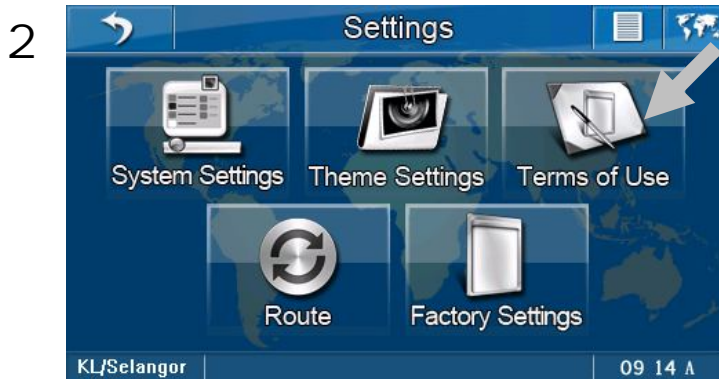 2
Settings
System Settings Theme Settings Terms of Use
Route Factory Settings
KL/Selangor 09 14 A